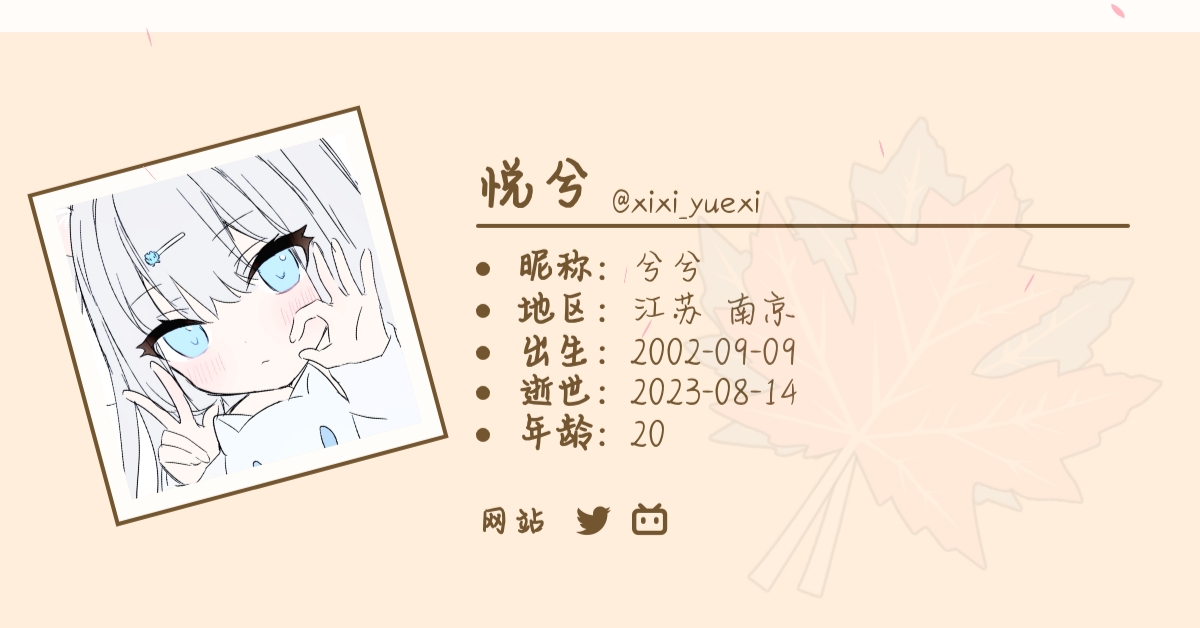 悦兮 @xixi_yuexi
昵称： 兮兮
地区： 江苏 南京
出生： 2002-09-09
逝世： 2023-08-14
年龄： 20
网站